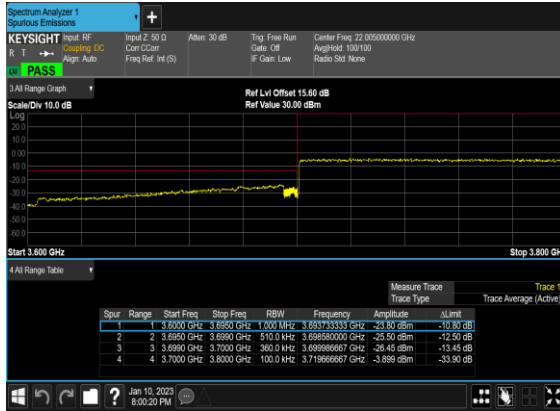 Spectrum Analyzer 1
Spurious Emissions
KEYSIGHT
R T
Input: RF
Coupling: DC
Align: Auto
Input Z: 50 Ω
Corr CCorr
Freq Ref: Int (S)
Atten: 30 dB
Trig: Free Run
Gate: Off
IF Gain: Low
Center Freq: 22.005000000 GHz
Avg|Hold: 100/100
Radio Std: None
PASS
3 All Range Graph
Scale/Div 10.0 dB
Ref Lvl Offset 15.60 dB
Ref Value 30.00 dBm
Log
20.0
10.0
0.00
-10.0
-20.0
-30.0
-40.0
-50.0
-60.0
Start 3.600 GHz
Stop 3.800 GH
4 All Range Table
Measure Trace Trace 1
Trace Type Trace Average (Active)
Spur Range Start Freq Stop Freq RBW Frequency Amplitude ΔLimit
1 1 3.6000 GHz 3.6950 GHz 1.000 MHz 3.693733333 GHz -23.80 dBm -10.80 dB
2 2 3.6950 GHz 3.6990 GHz 510.0 kHz 3.698580000 GHz -25.50 dBm -12.50 dB
3 3 3.6990 GHz 3.7000 GHz 360.0 kHz 3.699986667 GHz -26.45 dBm -13.45 dB
4 4 3.7000 GHz 3.8000 GHz 100.0 kHz 3.719666667 GHz -3.899 dBm -33.90 dB
?
Jan 10, 2023
8:00:20 PM